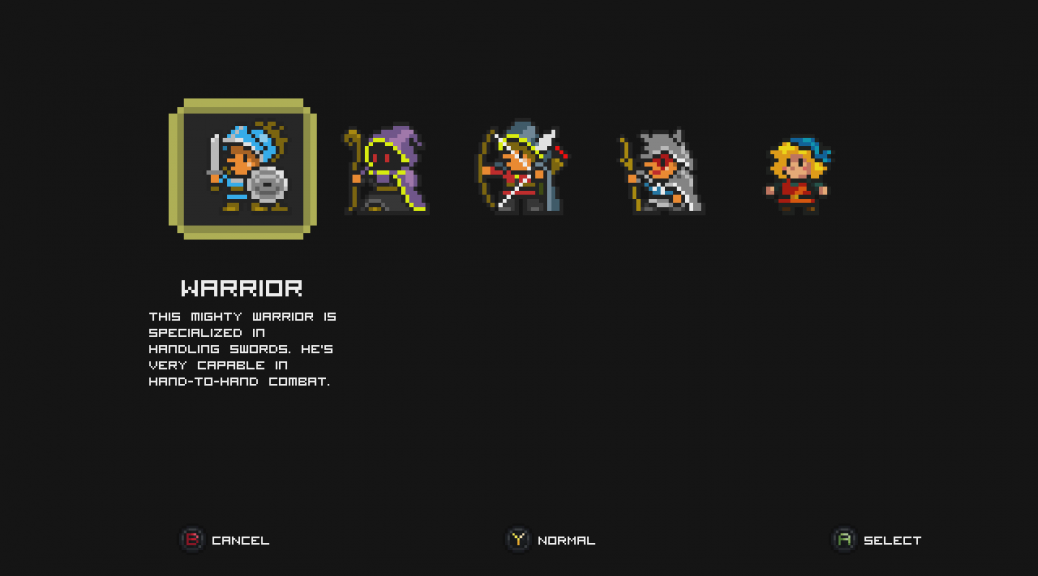 WARRIOR
THIS MIGHTY WARRIOR IS
SPECIALIZED IN
HANDLING SWORDS. HE'S
VERY CAPABLE IN
HAND-TO-HAND COMBAT.
B CANCEL
Y NORMAL
A SELECT